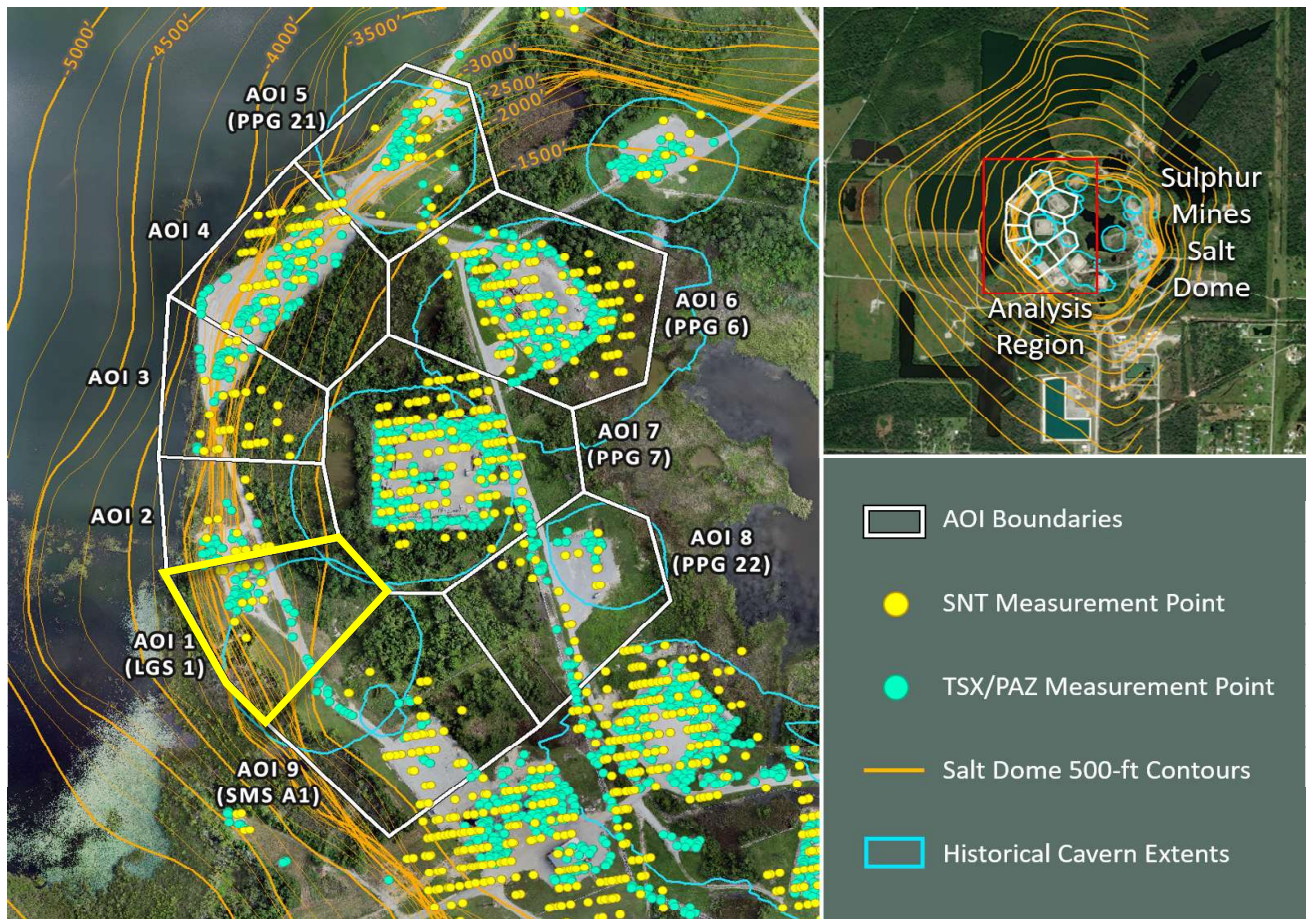 -5000'
-4500'
-4000'
-3500'
-3000'
-2500'
-2000'
-1500'
AOI 5
(PPG 21)
AOI 4
AOI 3
AOI 2
AOI 1
(LGS 1)
AOI 9
(SMS A1)
AOI 6
(PPG 6)
AOI 7
(PPG 7)
AOI 8
(PPG 22)
Sulphur
Mines
Salt
Dome
Analysis
Region
AOI Boundaries
SNT Measurement Point
TSX/PAZ Measurement Point
Salt Dome 500-ft Contours
Historical Cavern Extents